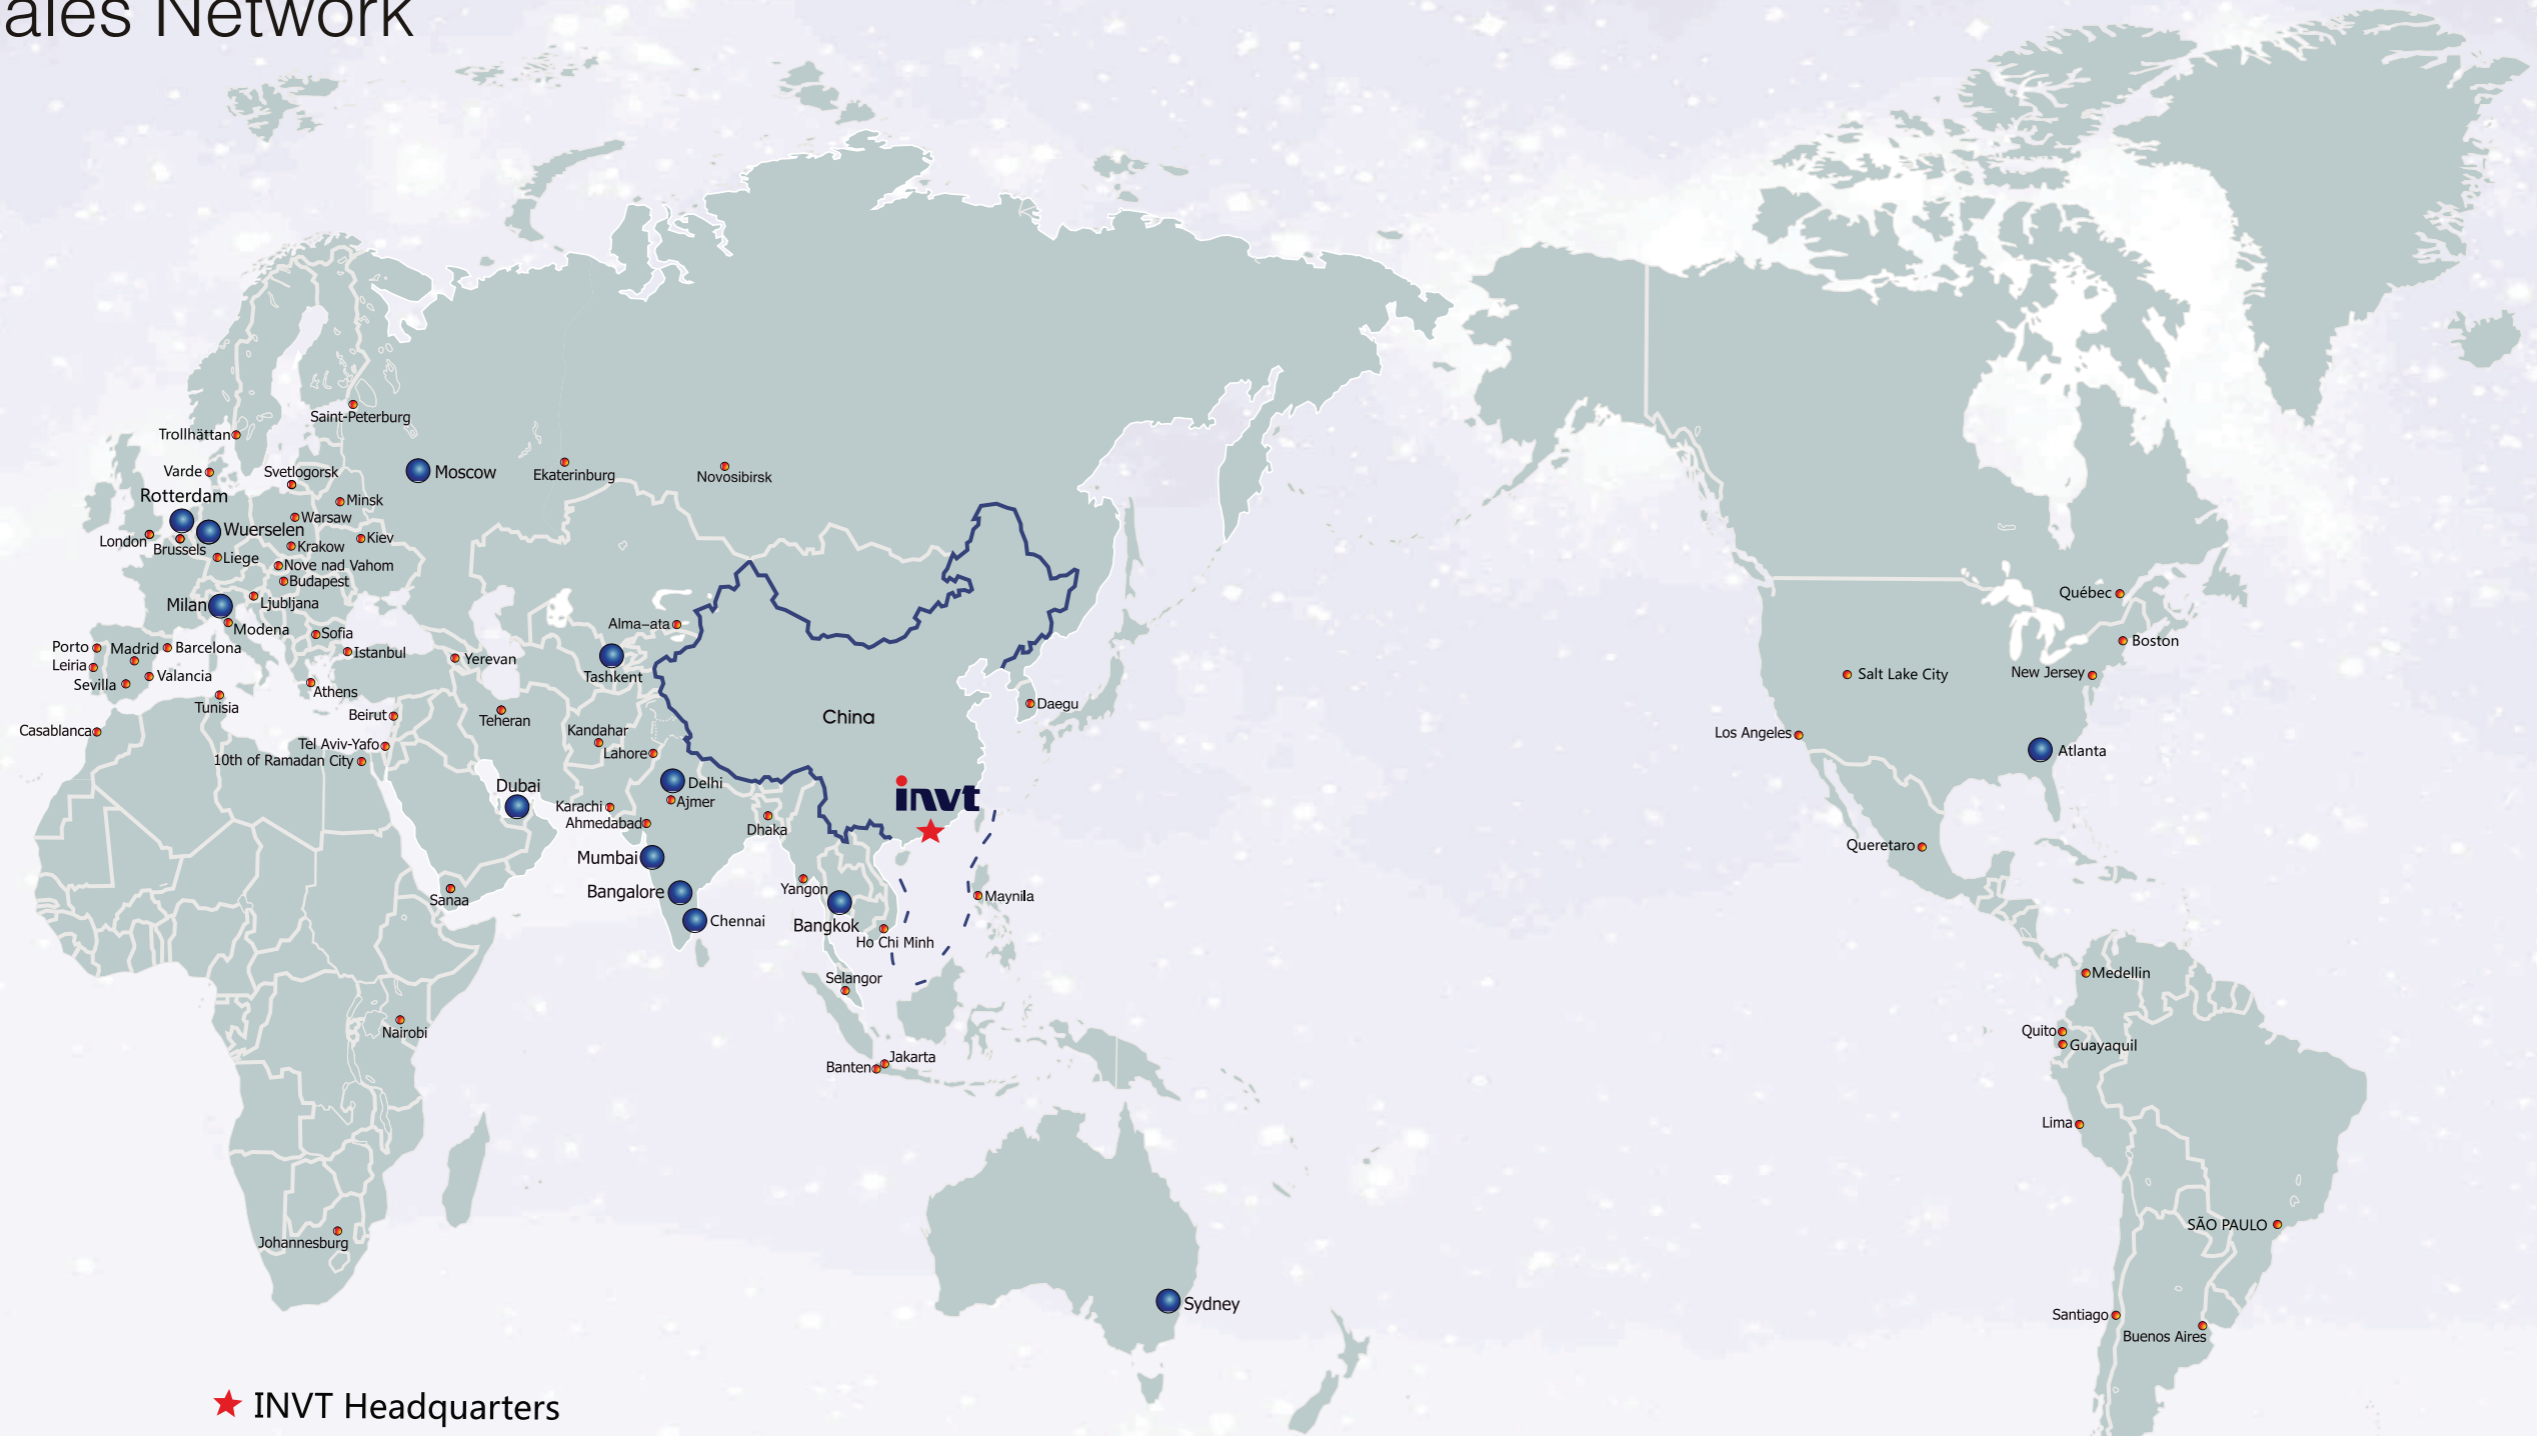 ales Network
Saint-Peterburg
Trollhättan
Varde
Svetlogorsk
Moscow
Ekaterinburg
Novosibirsk
Rotterdam
Minsk
Warsaw
Wuerselen
London
Brussels
Krakow
Kiev
Liege
Nove nad Vahom
Budapest
Milan
Ljubljana
Modena
Sofia
Alma-ata
Porto
Madrid
Barcelona
Istanbul
Yerevan
Leiria
Valancia
Sevilla
Athens
Tashkent
Tunisia
Beirut
Teheran
Daegu
China
Casablanca
Kandahar
Tel Aviv-Yafo
Lahore
10th of Ramadan City
Dubai
Delhi
invt
Karachi
Ajmer
Ahmedabad
Dhaka
Mumbai
Bangalore
Yangon
Sanaa
Maynila
Chennai
Bangkok
Ho Chi Minh
Selangor
Nairobi
Jakarta
Banten
Johannesburg
Sydney
Québec
Boston
Salt Lake City
New Jersey
Los Angeles
Atlanta
Queretaro
Medellin
Quito
Guayaquil
Lima
SÃO PAULO
Santiago
Buenos Aires
INVT Headquarters